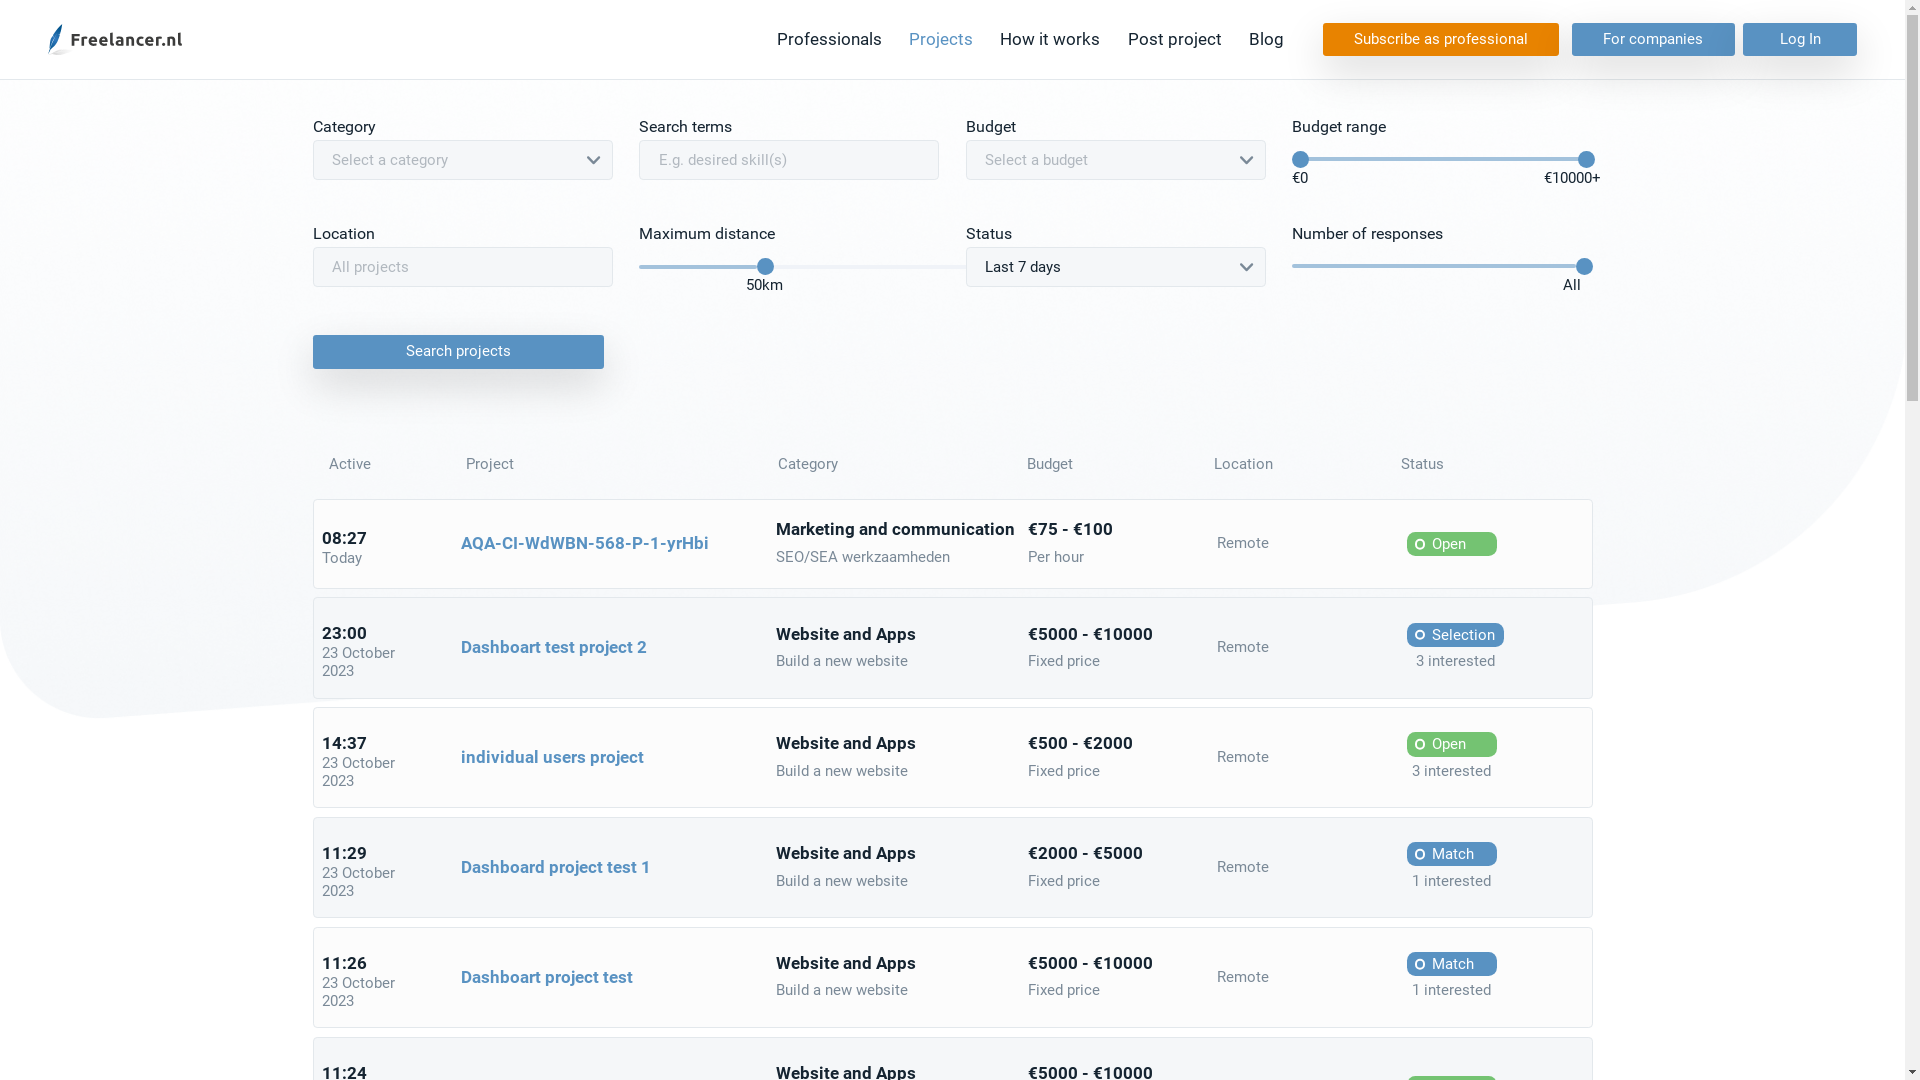 Freelancer.nl
Professionals Projects How it works Post project Blog Subscribe as professional For companies Log In
Category Search terms Budget Budget range
Select a category E.g. desired skill(s) Select a budget
€0 €10000+
Location Maximum distance Status Number of responses
All projects Last 7 days
50km All
Search projects
Active Project Category Budget Location Status
08:27 Today AQA-CI-WdWBN-568-P-1-yrHbi Marketing and communication €75 - €100 Remote Open
SEO/SEA werkzaamheden Per hour
23:00 Website and Apps €5000 - €10000 Selection
23 October 2023 Dashboart test project 2 Build a new website Fixed price Remote 3 interested
14:37 Website and Apps €500 - €2000 Open
23 October 2023 individual users project Build a new website Fixed price Remote 3 interested
11:29 Website and Apps €2000 - €5000 Match
23 October 2023 Dashboard project test 1 Build a new website Fixed price Remote 1 interested
11:26 Website and Apps €5000 - €10000 Match
23 October 2023 Dashboart project test Build a new website Fixed price Remote 1 interested
11:24 Website and Apps €5000 - €10000